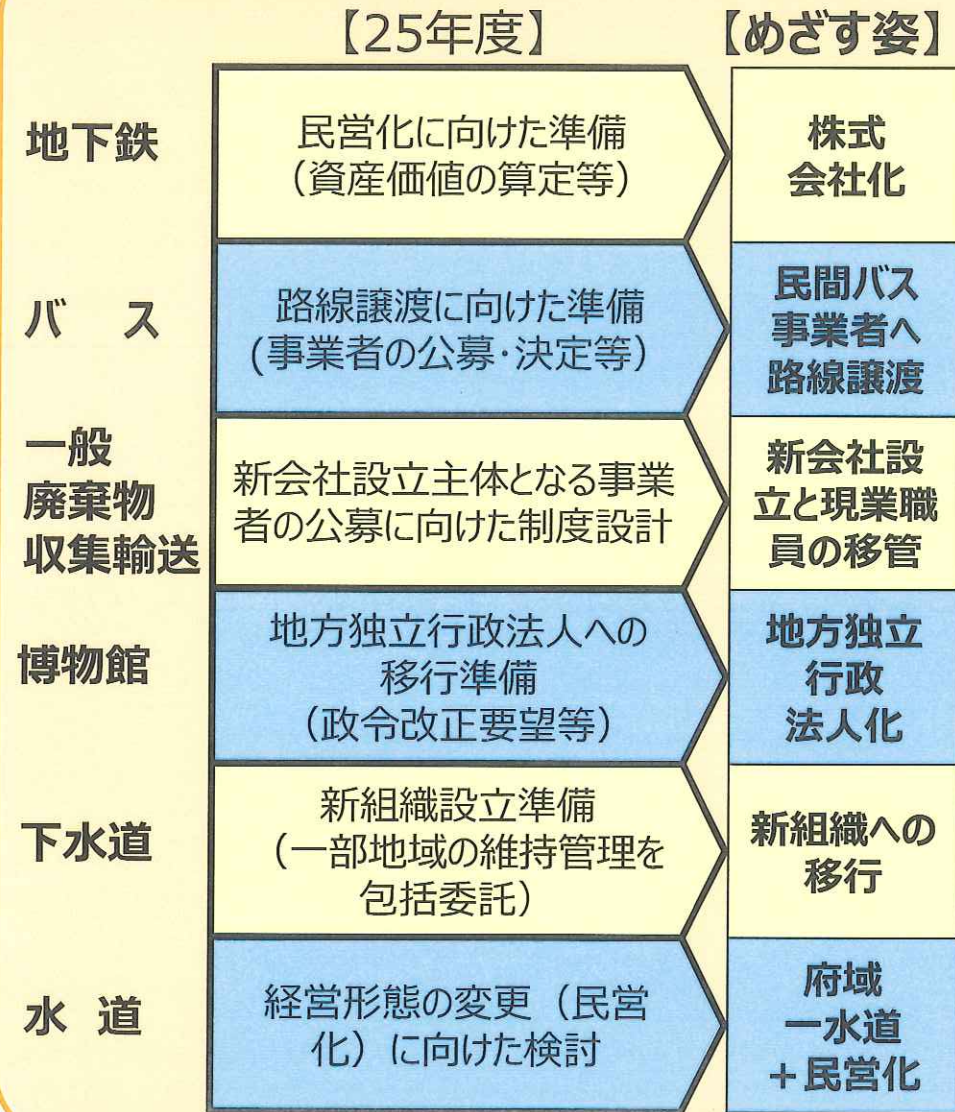 【25年度】
【めざす姿】
地下鉄
民営化に向けた準備
（資産価値の算定等）
株式
会社化
バ　ス
路線譲渡に向けた準備
(事業者の公募・決定等）
民間バス
事業者へ
路線譲渡
一般
廃棄物
収集輸送
新会社設立主体となる事業
者の公募に向けた制度設計
新会社設
立と現業職
員の移管
博物館
地方独立行政法人への
移行準備
（政令改正要望等）
地方独立
行政
法人化
下水道
新組織設立準備
（一部地域の維持管理を
包括委託）
新組織への
移行
水 道
経営形態の変更（民営
化）に向けた検討
府域
一水道
＋民営化